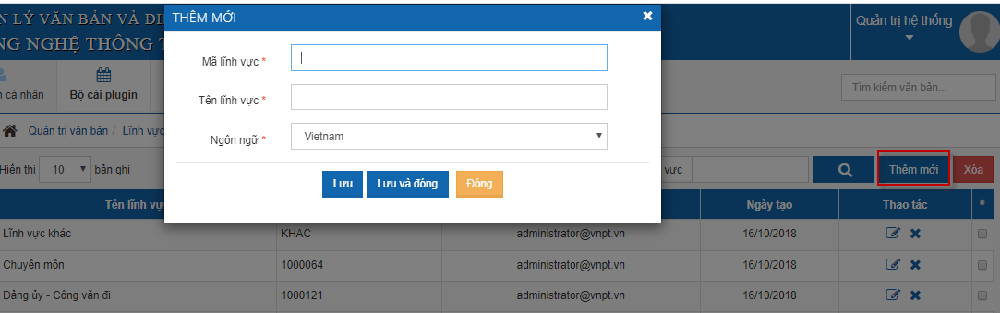 N LÝ VĂN BẢN VÀ ĐI
NG NGHỆ THÔNG T
THÊM MỚI
Quản trị hệ thống
Mã lĩnh vực *
Tên lĩnh vực *
Ngôn ngữ *
Vietnam
Lưu
Lưu và đóng
Đóng
n cá nhân
Bộ cài plugin
Tìm kiếm văn bản...
Quản trị văn bản / Lĩnh vực
Hiển thị 10 bản ghi
vực
Thêm mới
Xóa
Tên lĩnh vự
Ngày tạo
Thao tác
Lĩnh vực khác KHAC administrator@vnpt.vn 16/10/2018
Chuyên môn 1000064 administrator@vnpt.vn 16/10/2018
Đảng ủy - Công văn đi 1000121 administrator@vnpt.vn 16/10/2018